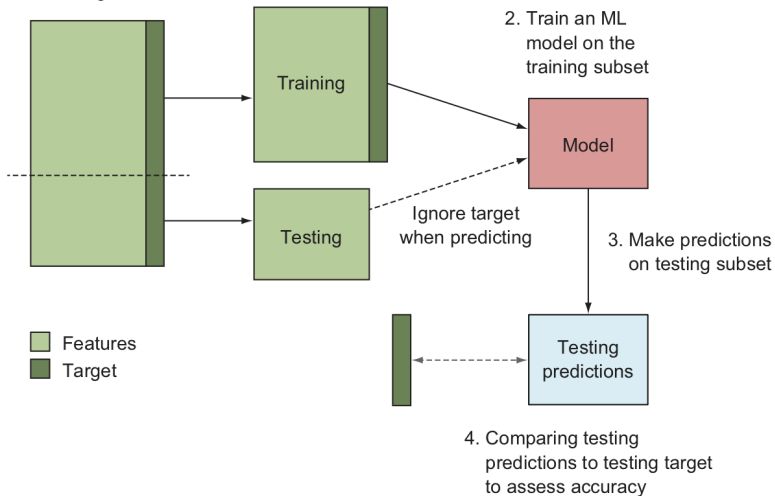 2. Train an ML
model on the
training subset
Training
Model
Testing
Ignore target
when predicting
3. Make predictions
on testing subset
Features
Target
Testing
predictions
4. Comparing testing
predictions to testing target
to assess accuracy